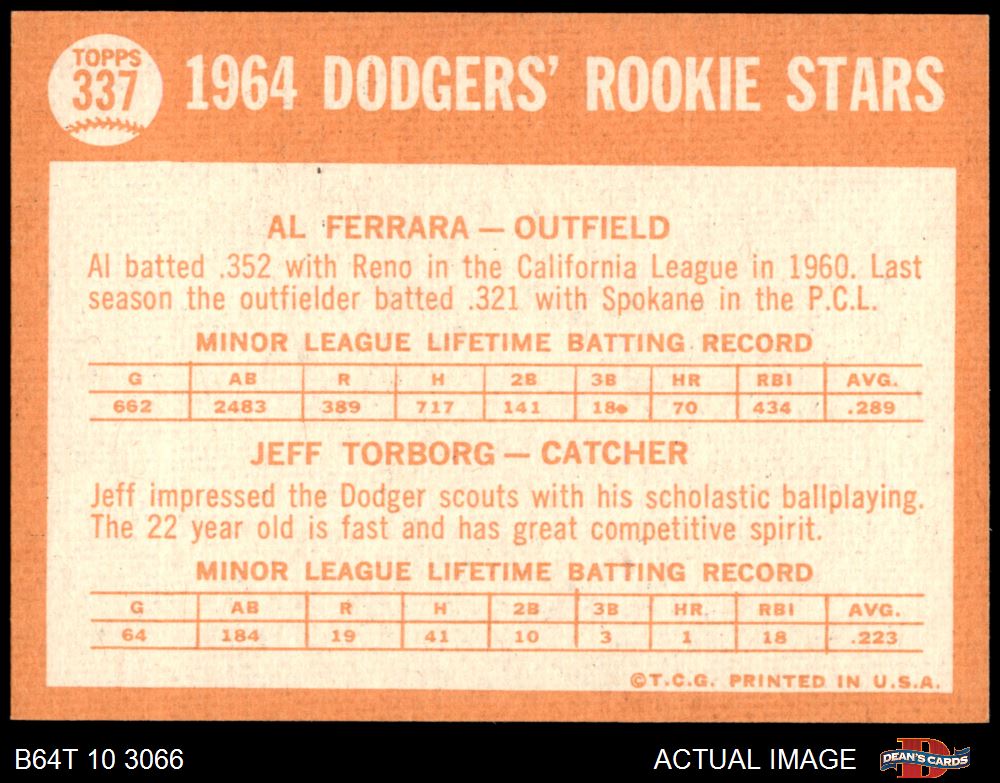 TOPPS
337
1964 DODGERS' ROOKIE STARS
AL FERRARA — OUTFIELD
Al batted .352 with Reno in the California League in 1960. Last
season the outfielder batted .321 with Spokane in the P.C.L.
MINOR LEAGUE LIFETIME BATTING RECORD
G AB R H 2B 3B HR RBI AVG.
662 2483 389 717 141 18 70 434 .289
JEFF TORBORG — CATCHER
Jeff impressed the Dodger scouts with his scholastic ballplaying.
The 22 year old is fast and has great competitive spirit.
MINOR LEAGUE LIFETIME BATTING RECORD
G AB R H 2B 3B HR. RBI AVG.
64 184 19 41 10 3 1 18 .223
©T.C.G. PRINTED IN U.S.A.
B64T 10 3066
ACTUAL IMAGE
DEAN'S CARDS